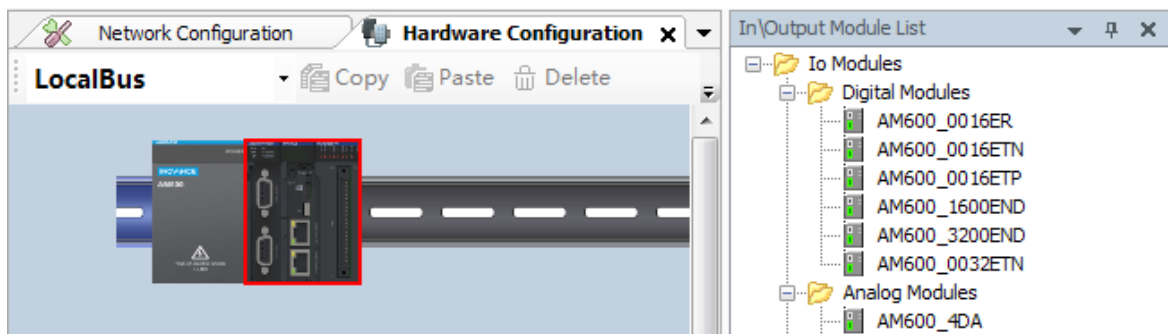 Network Configuration
Hardware Configuration
LocalBus
Copy
Paste
Delete
INOVANCE
In\Output Module List
Io Modules
Digital Modules
AM600_0016ER
AM600_0016ETN
AM600_0016ETP
AM600_1600END
AM600_3200END
AM600_0032ETN
Analog Modules
AM600_4DA